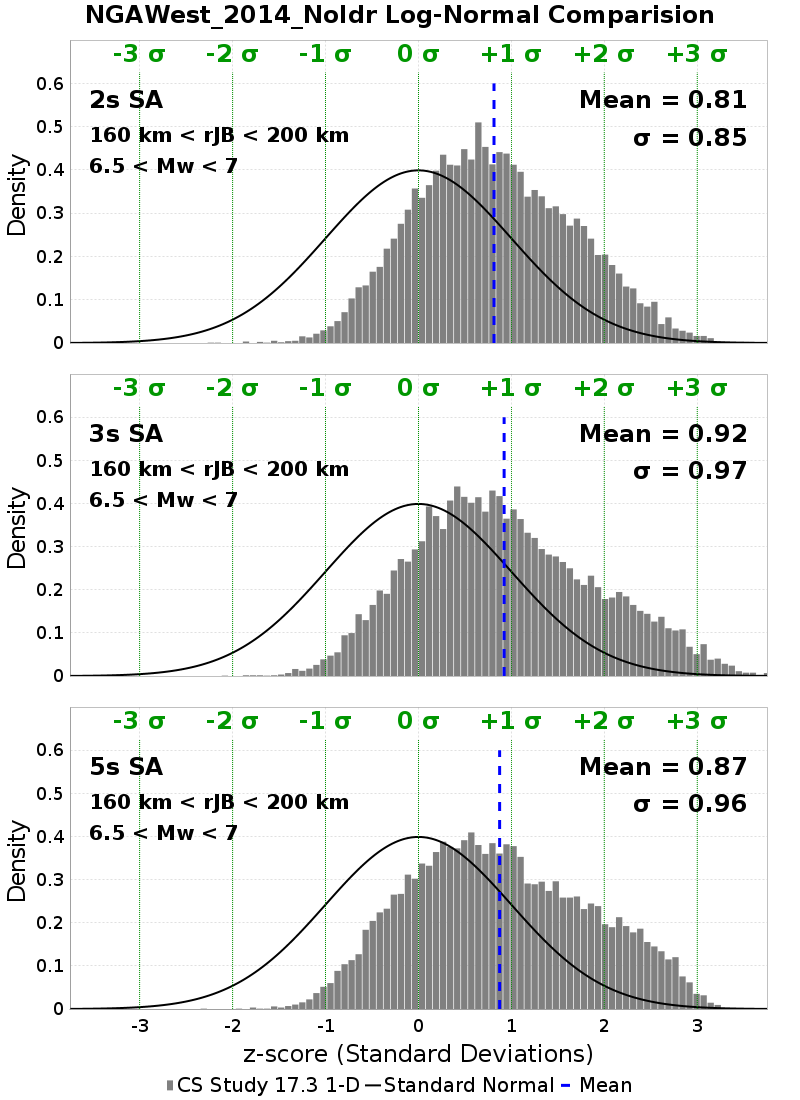 NGAWest_2014_NoIdr Log-Normal Comparision
-3 σ -2 σ -1 σ 0 σ +1 σ +2 σ +3 σ
0.6
2s SA Mean = 0.81
0.5
160 km < rJB < 200 km σ = 0.85
6.5 < Mw < 7
0.4
0.3
0.2
0.1
0
Density
-3 σ -2 σ -1 σ 0 σ +1 σ +2 σ +3 σ
0.6
3s SA Mean = 0.92
0.5
160 km < rJB < 200 km σ = 0.97
6.5 < Mw < 7
0.4
0.3
0.2
0.1
0
Density
-3 σ -2 σ -1 σ 0 σ +1 σ +2 σ +3 σ
0.6
5s SA Mean = 0.87
0.5
160 km < rJB < 200 km σ = 0.96
6.5 < Mw < 7
0.4
0.3
0.2
0.1
0
Density
-3 -2 -1 0 1 2 3
z-score (Standard Deviations)
CS Study 17.3 1-D Standard Normal Mean